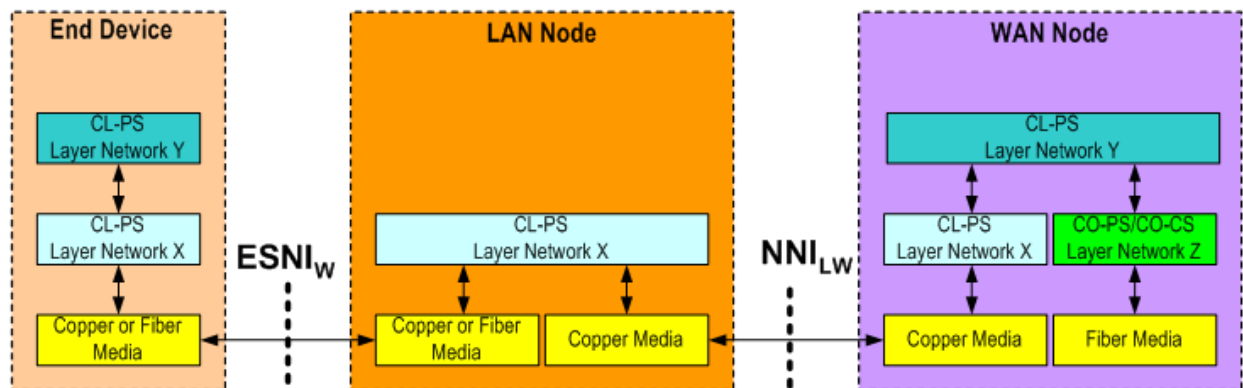 End Device
LAN Node
WAN Node
CL-PS
Layer Network Y
CL-PS
Layer Network Y
CL-PS
Layer Network X
CL-PS
Layer Network X
CL-PS
Layer Network X
CO-PS/CO-CS
Layer Network Z
ESNIW
NNILW
Copper or Fiber
Media
Copper or Fiber
Media
Copper Media
Copper Media
Fiber Media